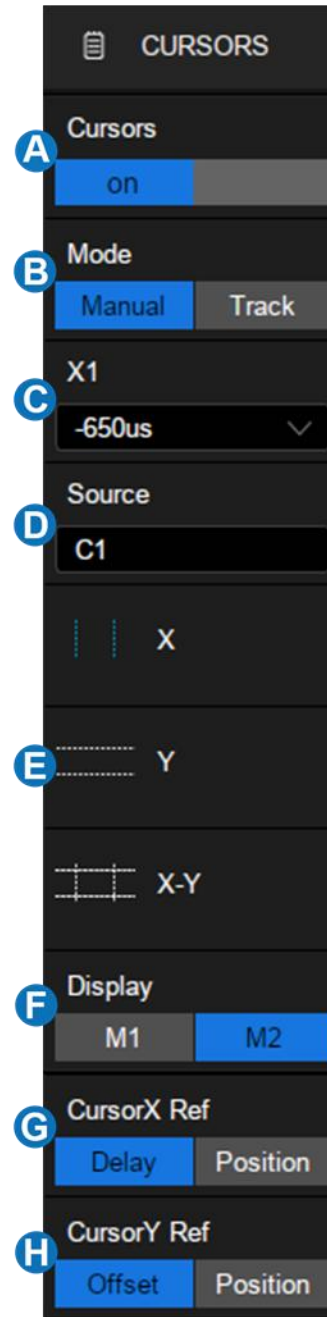 CURSORS
A
Cursors
on
B
Mode
Manual Track
C
X1
-650us
D
Source
C1
X
E
Y
X-Y
F
Display
M1 M2
G
CursorX Ref
Delay Position
H
CursorY Ref
Offset Position